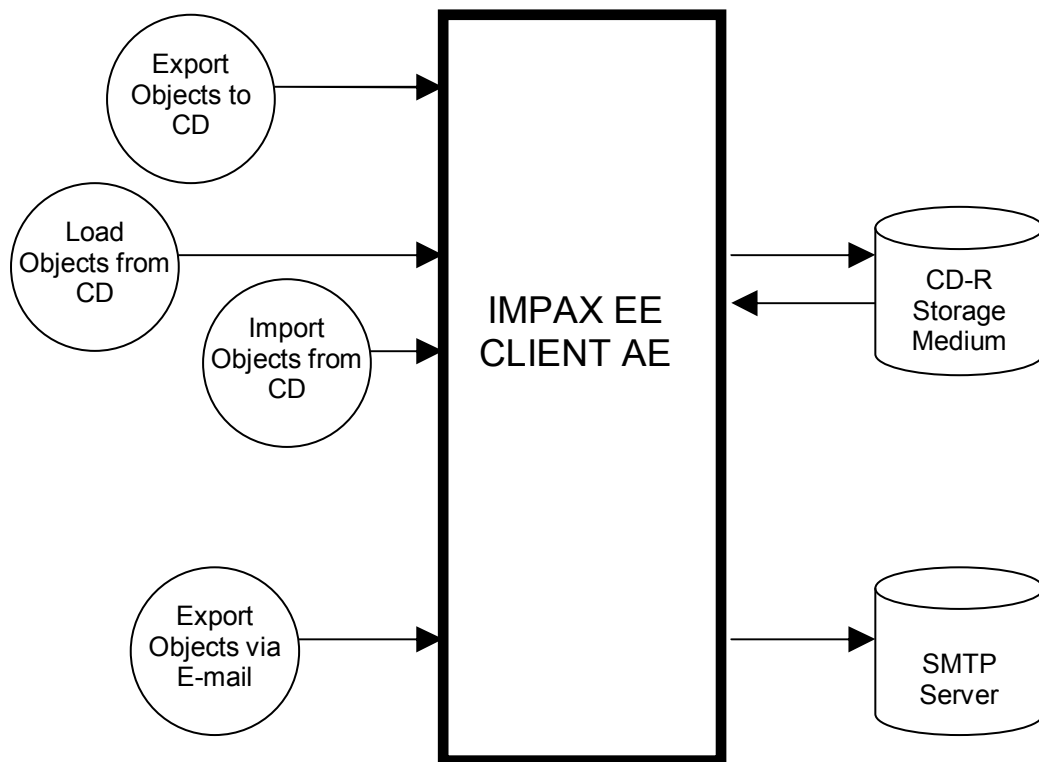 Export
Objects to
CD
Load
Objects from
CD
Import
Objects from
CD
Export
Objects via
E-mail
IMPAX EE
CLIENT AE
CD-R
Storage
Medium
SMTP
Server